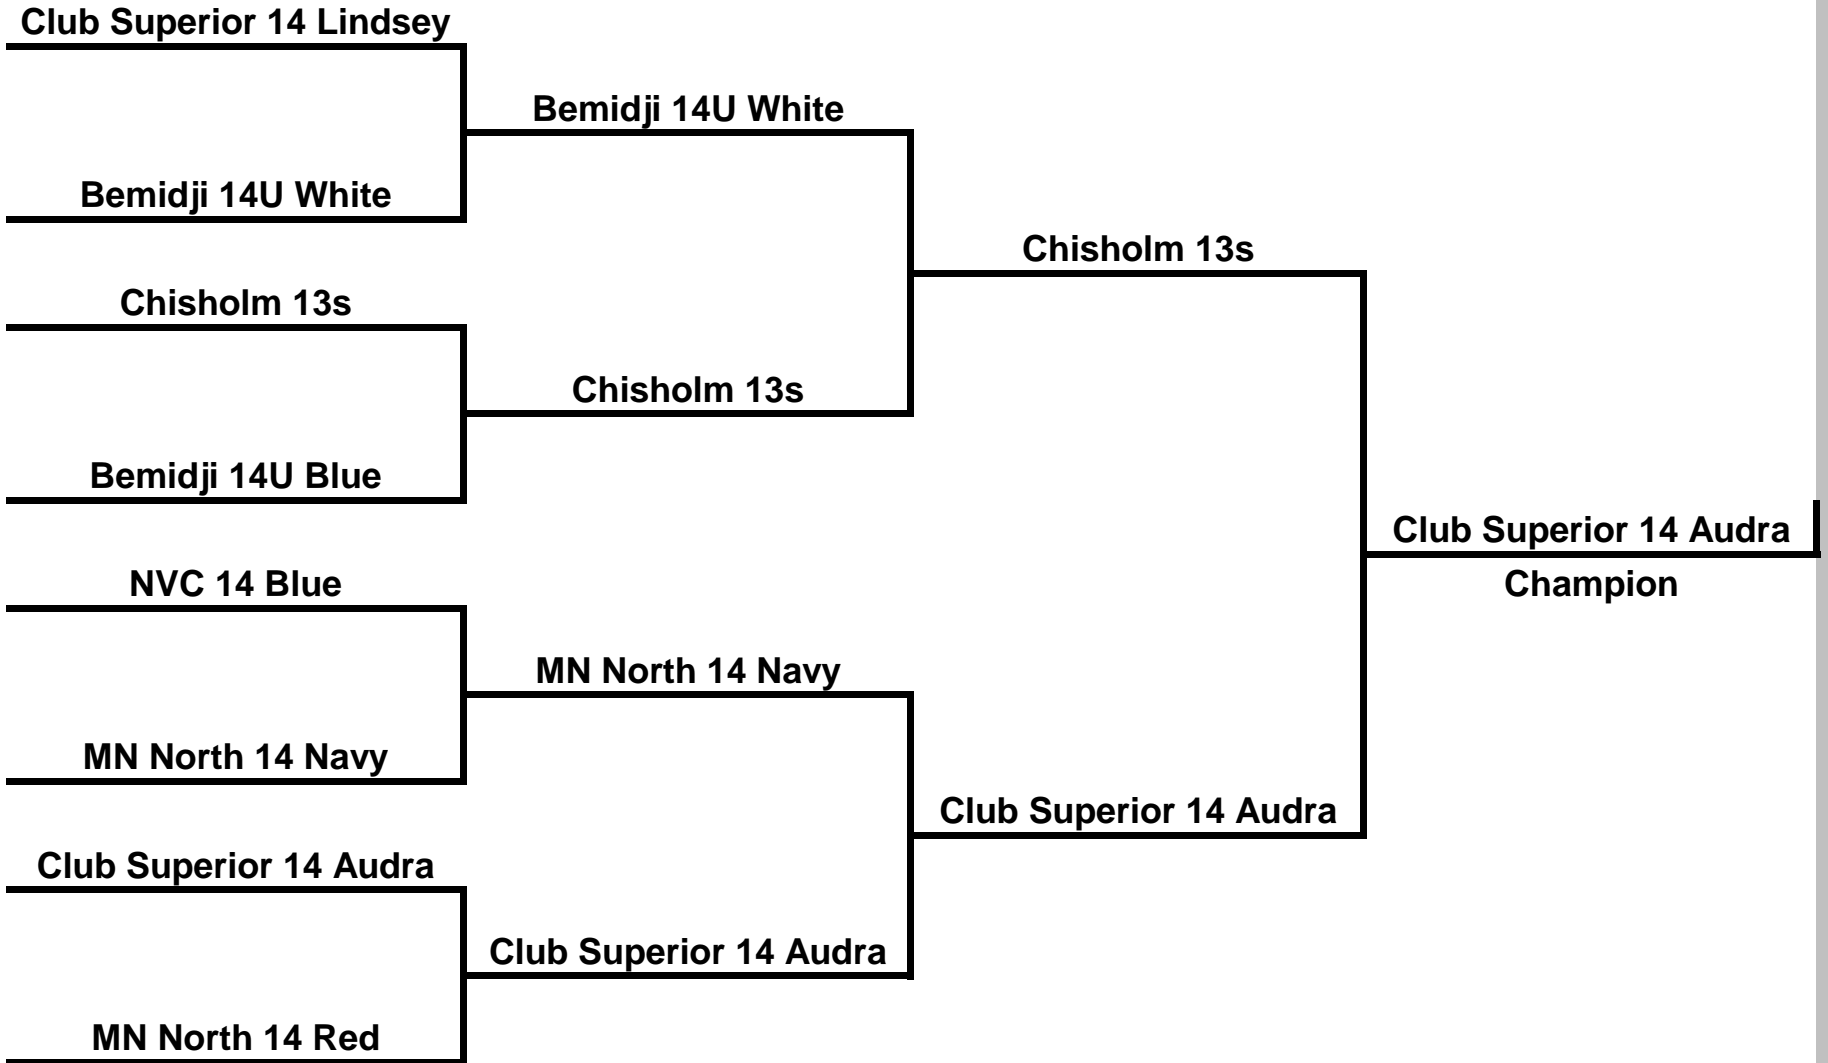 Club Superior 14 Lindsey
Bemidji 14U White
Bemidji 14U White
Chisholm 13s
Chisholm 13s
Chisholm 13s
Bemidji 14U Blue
Club Superior 14 Audra
Champion
NVC 14 Blue
MN North 14 Navy
MN North 14 Navy
Club Superior 14 Audra
Club Superior 14 Audra
Club Superior 14 Audra
MN North 14 Red